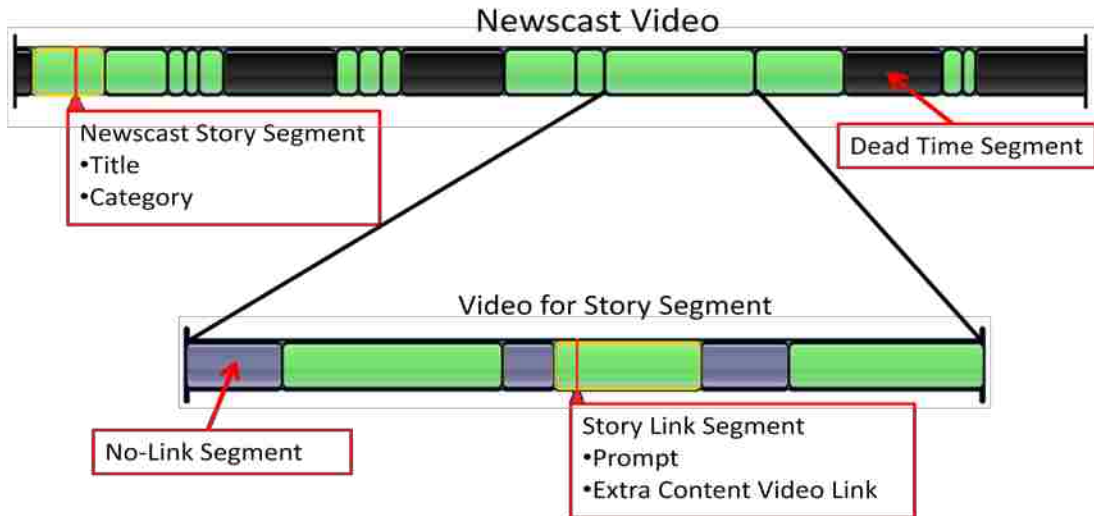 Newscast Video
Newscast Story Segment
•Title
•Category
Dead Time Segment
Video for Story Segment
No-Link Segment
Story Link Segment
•Prompt
•Extra Content Video Link